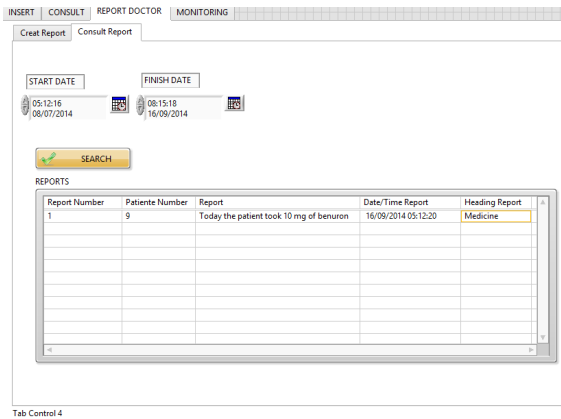 INSERT CONSULT REPORT DOCTOR MONITORING
Creat Report Consult Report
START DATE FINISH DATE
05:12:16 08:15:18
08/07/2014 16/09/2014
SEARCH
REPORTS
Report Number Patiente Number Report Date/Time Report Heading Report
1 9 Today the patient took 10 mg of benuron 16/09/2014 05:12:20 Medicine
Tab Control 4